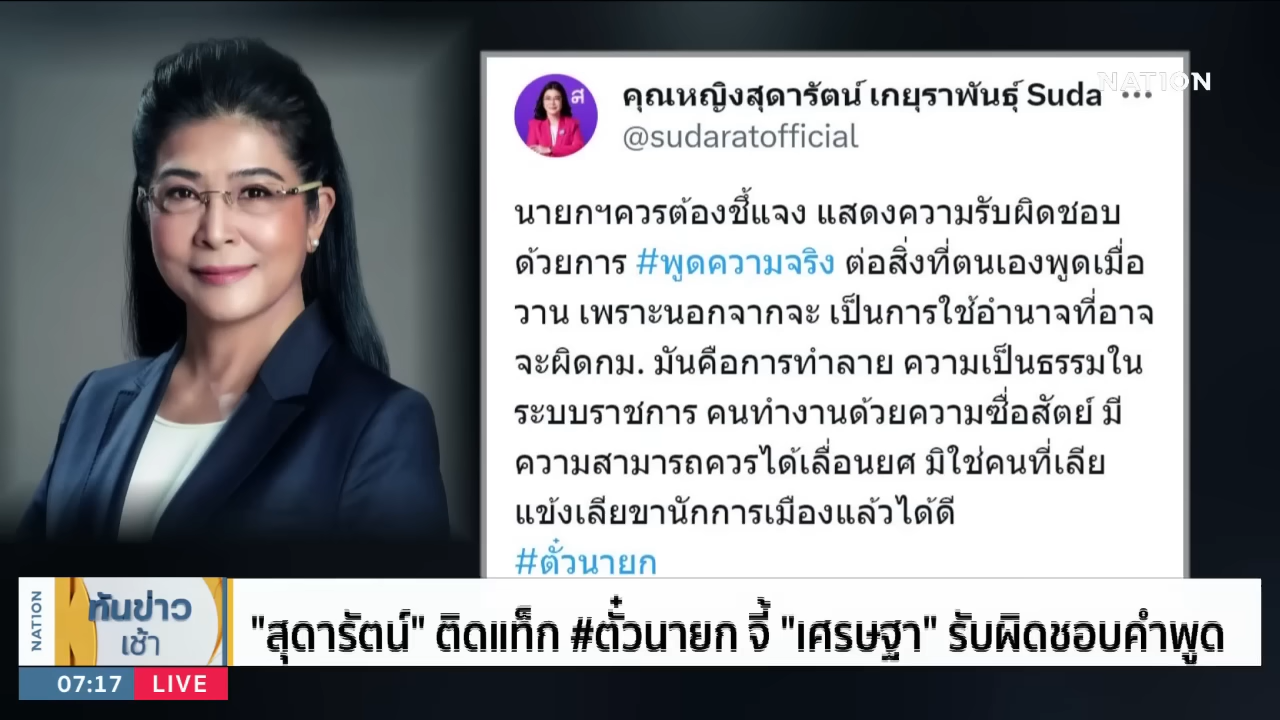 NATION
คุณหญิงสุดารัตน์ เกยุราพันธุ์ Suda ...
@sudaratofficial
นายกฯควรต้องชี้แจง แสดงความรับผิดชอบ
ด้วยการ #พูดความจริง ต่อสิ่งที่ตนเองพูดเมื่อ
วาน เพราะนอกจากจะ เป็นการใช้อำนาจที่อาจ
จะผิดกม. มันคือการทำลาย ความเป็นธรรมใน
ระบบราชการ คนทำงานด้วยความซื่อสัตย์ มี
ความสามารถควรได้เลื่อนยศ มิใช่คนที่เลีย
แข้งเลียขานักการเมืองแล้วได้ดี
#ตั๋วนายก
NATION
ทันข่าว
เช้า
"สุดารัตน์" ติดแท็ก #ตั๋วนายก จี้ "เศรษฐา" รับผิดชอบคำพูด
07:17 LIVE